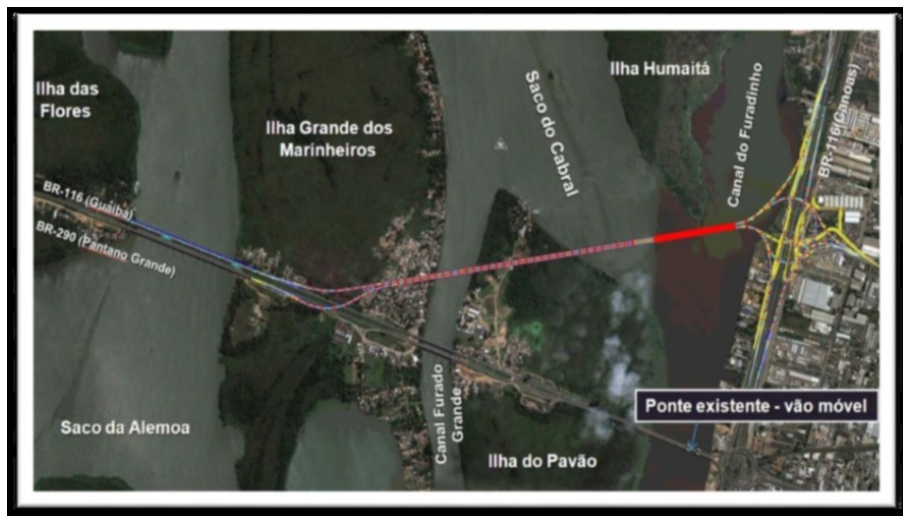 Ilha das
Flores
Ilha Grande dos
Marinheiros
Saco do Cabral
Ilha Humaitá
Canal do Furadinho
BR-116(Canoas)
BR-116 (Guaíba)
BR-290 (Pantano Grande)
Saco da Alemoa
Canal Furado
Grande
Ilha do Pavão
Ponte existente - vão móvel